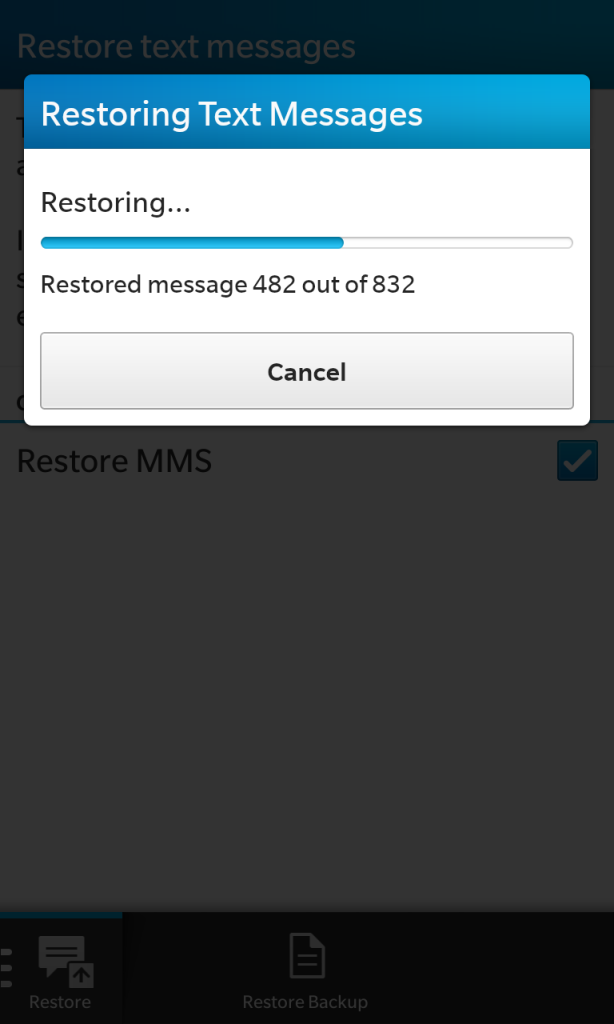 Restore text messages
Restoring Text Messages
Restoring...
Restored message 482 out of 832
Cancel
Restore MMS
Restore
Restore Backup